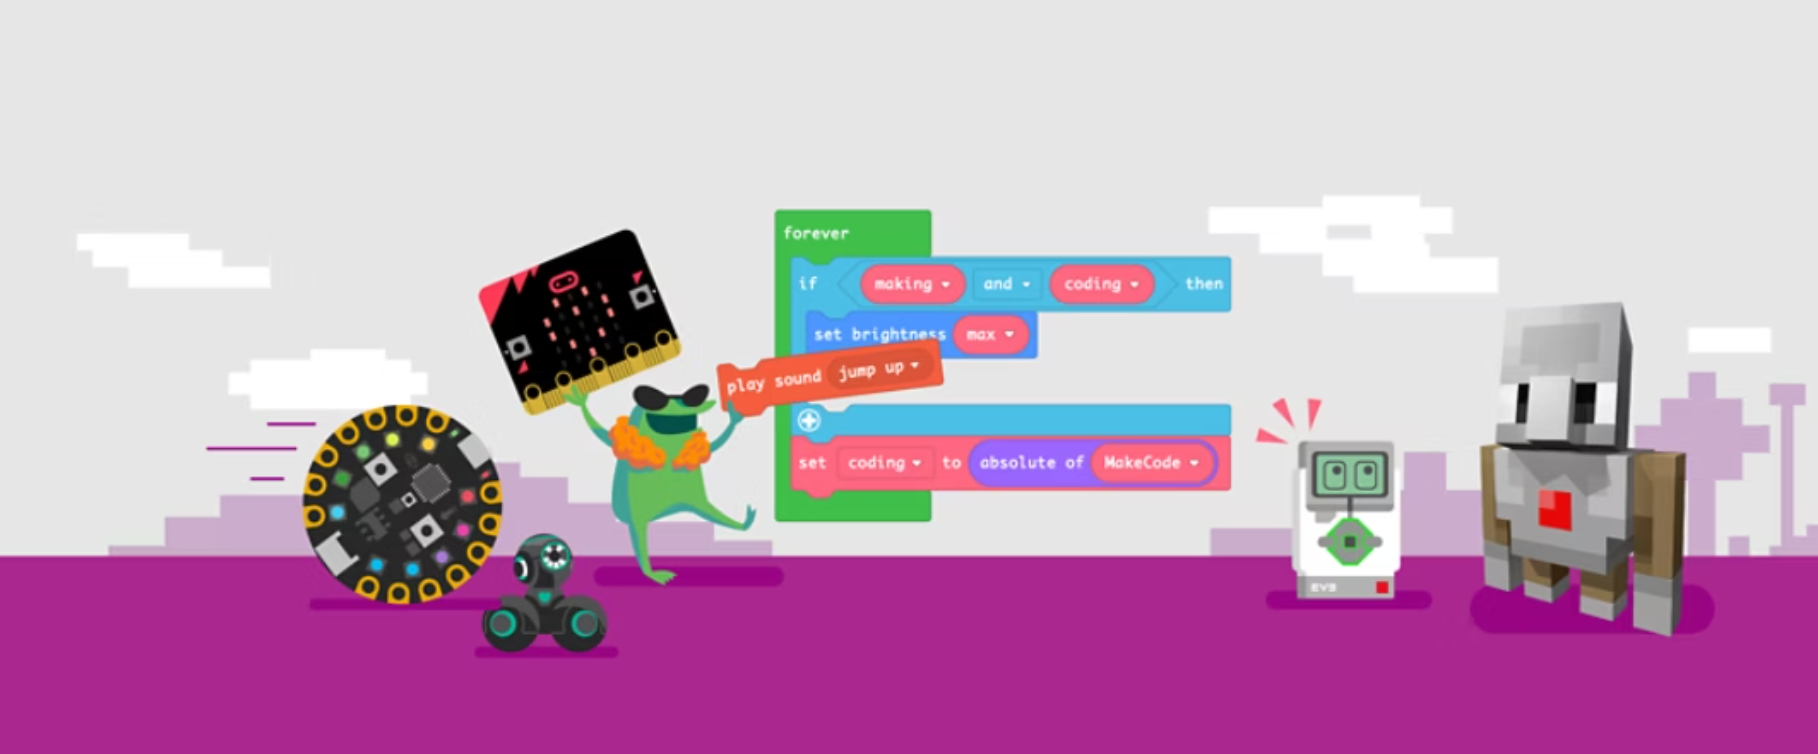 forever
if making and coding then
set brightness max
play sound jump up
set coding to absolute of MakeCode
EV3